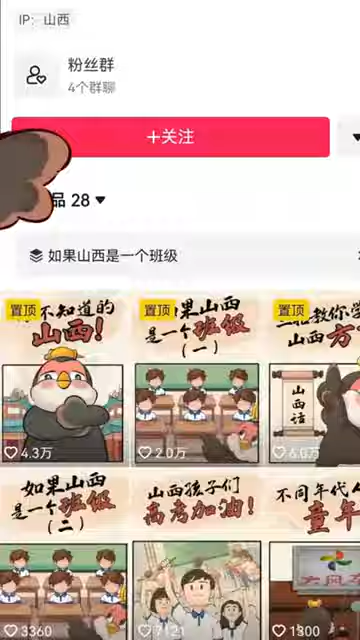 IP: 山西
粉丝群
4个群聊
+关注
品 28
如果山西是一个班级
置顶
不知道的
山西!
4.3万
置顶
果山西
是一个班级
(一)
2.0万
置顶
教你
山西方
山西话
6.0万
如果山西
是一个班级
(二)
3360
山西孩子们
高考加油!
7121
不同年代
童年
1300